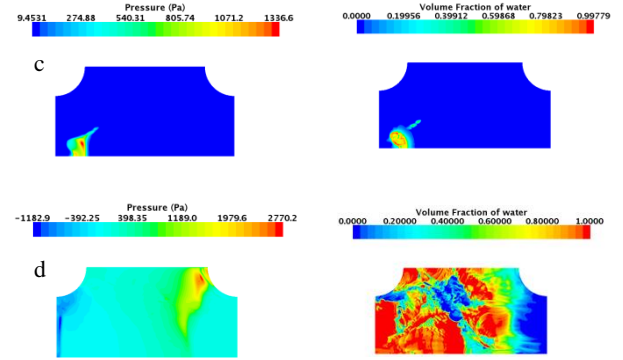 Pressure (Pa)
9.4531 274.88 540.31 805.74 1071.2 1336.6
Volume Fraction of water
0.0000 0.19956 0.39912 0.59868 0.79823 0.99779
c
Pressure (Pa)
−1182.9 −392.25 398.35 1189.0 1979.6 2770.2
Volume Fraction of water
0.0000 0.20000 0.40000 0.60000 0.80000 1.0000
d